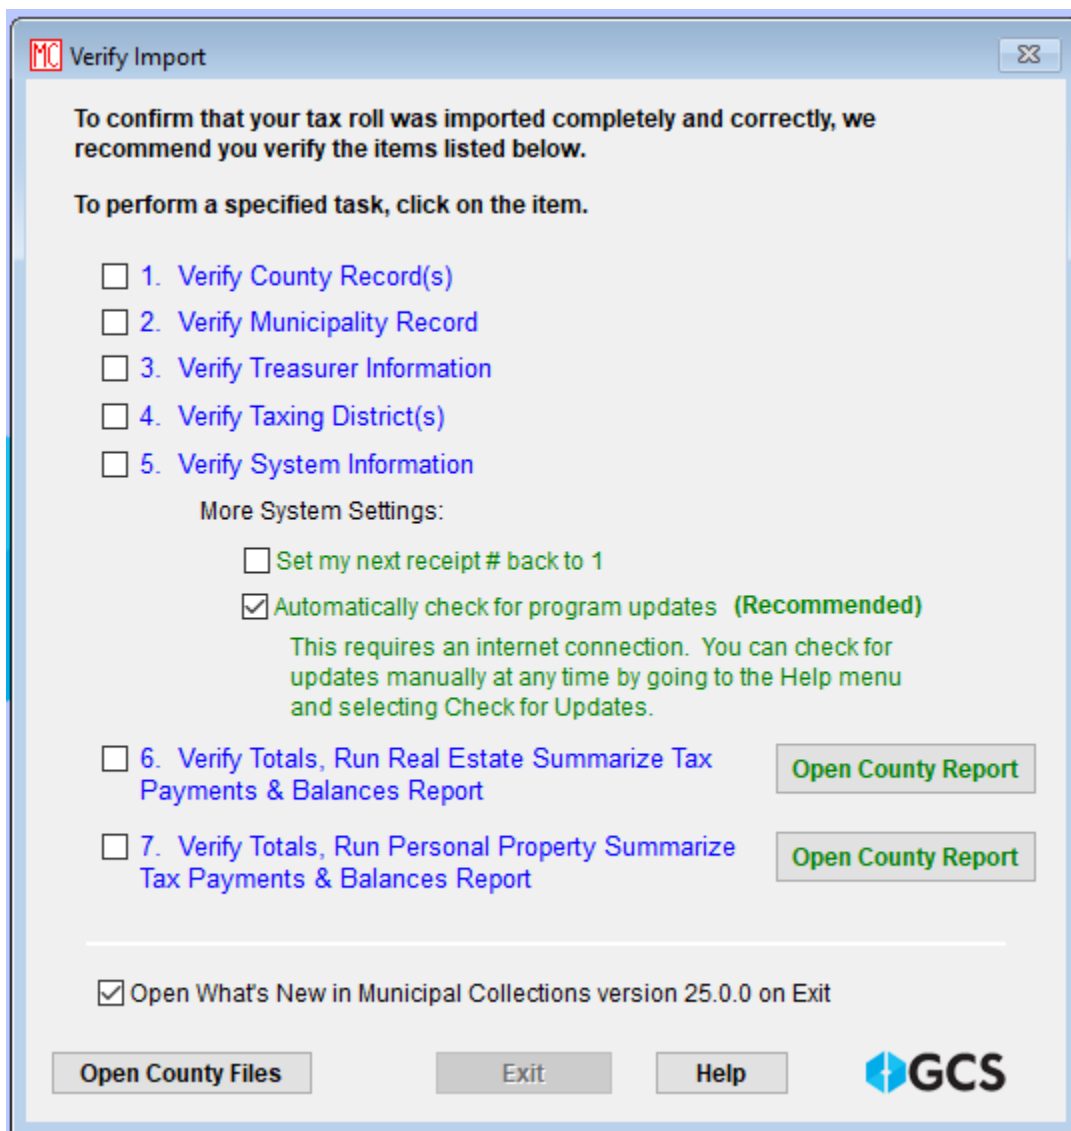 MC Verify Import
To confirm that your tax roll was imported completely and correctly, we
recommend you verify the items listed below.
To perform a specified task, click on the item.
1. Verify County Record(s)
2. Verify Municipality Record
3. Verify Treasurer Information
4. Verify Taxing District(s)
5. Verify System Information
More System Settings:
Set my next receipt # back to 1
Automatically check for program updates (Recommended)
This requires an internet connection. You can check for
updates manually at any time by going to the Help menu
and selecting Check for Updates.
6. Verify Totals, Run Real Estate Summarize Tax
Payments & Balances Report
Open County Report
7. Verify Totals, Run Personal Property Summarize
Tax Payments & Balances Report
Open County Report
Open What's New in Municipal Collections version 25.0.0 on Exit
Open County Files Exit Help GCS